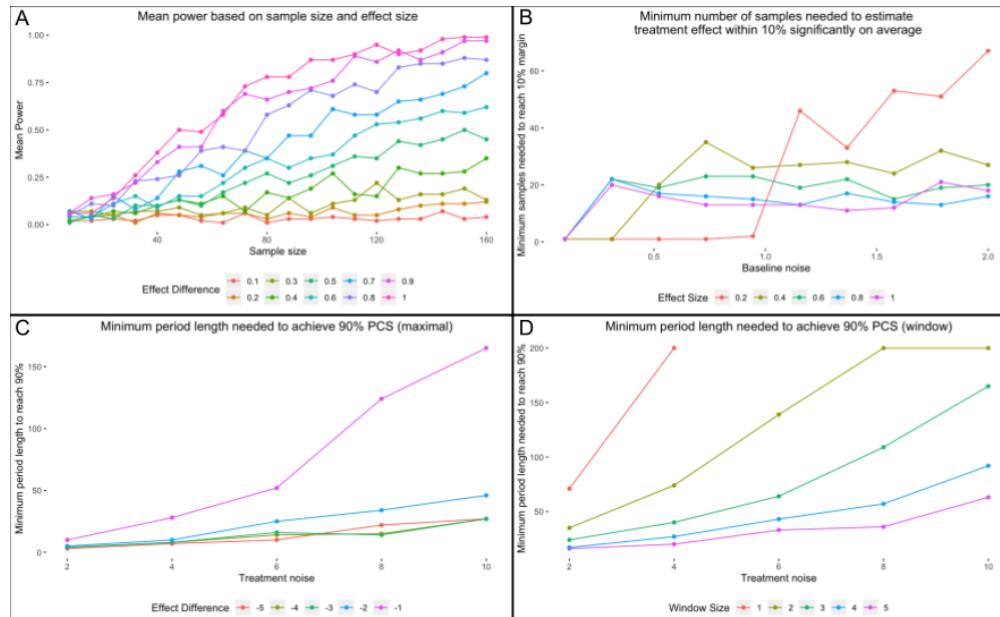 A
Mean power based on sample size and effect size
1.00
0.75
0.50
0.25
0.00
Mean Power
40
80
120
160
Sample size
Effect Difference
0.1
0.3
0.5
0.7
0.9
0.2
0.4
0.6
0.8
1
B
Minimum number of samples needed to estimate
treatment effect within 10% significantly on average
60
40
20
0
Minimum samples needed to reach 10% margin
0.5
1.0
1.5
2.0
Baseline noise
Effect Size
0.2
0.4
0.6
0.8
1
C
Minimum period length needed to achieve 90% PCS (maximal)
150
100
50
0
Minimum period length to reach 90%
2
4
6
8
10
Treatment noise
Effect Difference
-5
-4
-3
-2
-1
D
Minimum period length needed to achieve 90% PCS (window)
200
150
100
50
Minimum period length needed to reach 90%
2
4
6
8
10
Treatment noise
Window Size
1
2
3
4
5